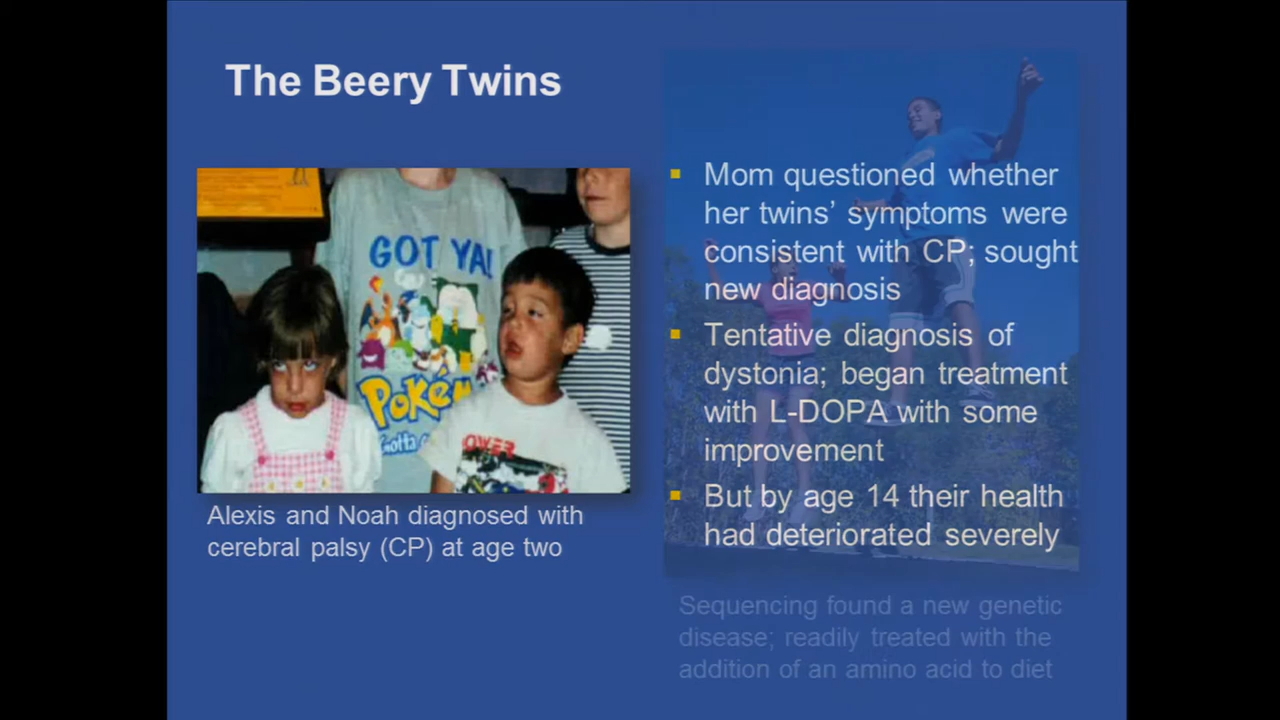 The Beery Twins
GOT YA!
Pokém
Gotta
POWER
Alexis and Noah diagnosed with
cerebral palsy (CP) at age two
▪ Mom questioned whether
her twins’ symptoms were
consistent with CP; sought
new diagnosis
▪ Tentative diagnosis of
dystonia; began treatment
with L-DOPA with some
improvement
▪ But by age 14 their health
had deteriorated severely
Sequencing found a new genetic
disease; readily treated with the
addition of an amino acid to diet